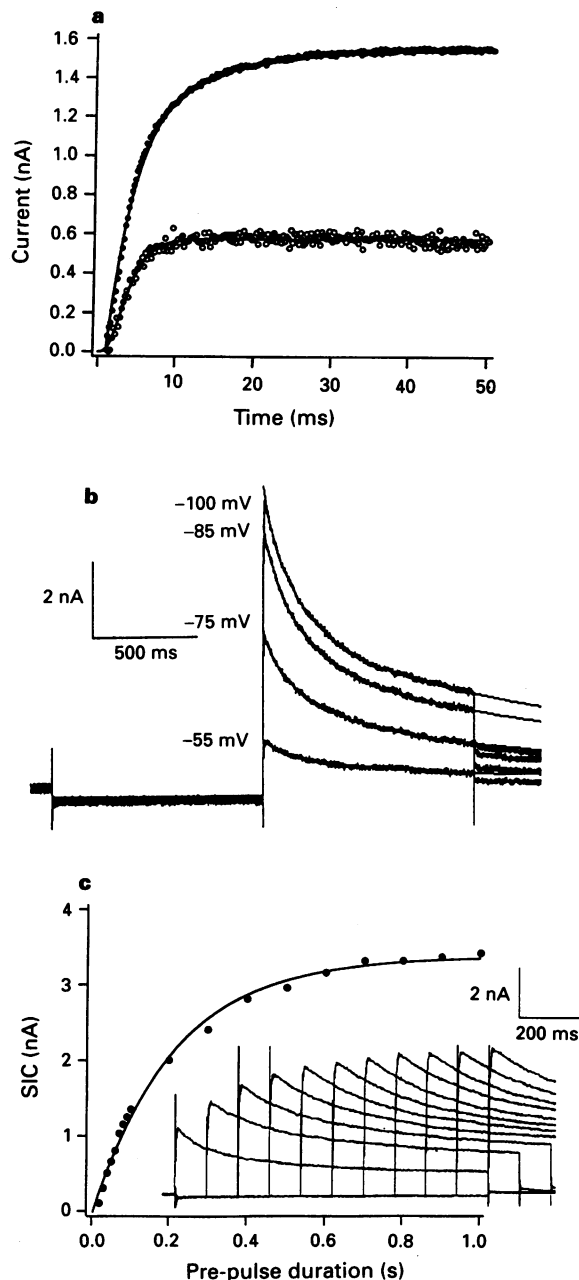 a
1.6
1.4
1.2
1.0
0.8
0.6
0.4
0.2
0.0
Current (nA)
10
20
30
40
50
Time (ms)
b
−100 mV
−85 mV
−75 mV
−55 mV
2 nA
500 ms
c
4
3
2
1
0
SIC (nA)
2 nA
200 ms
0.0
0.2
0.4
0.6
0.8
1.0
Pre-pulse duration (s)